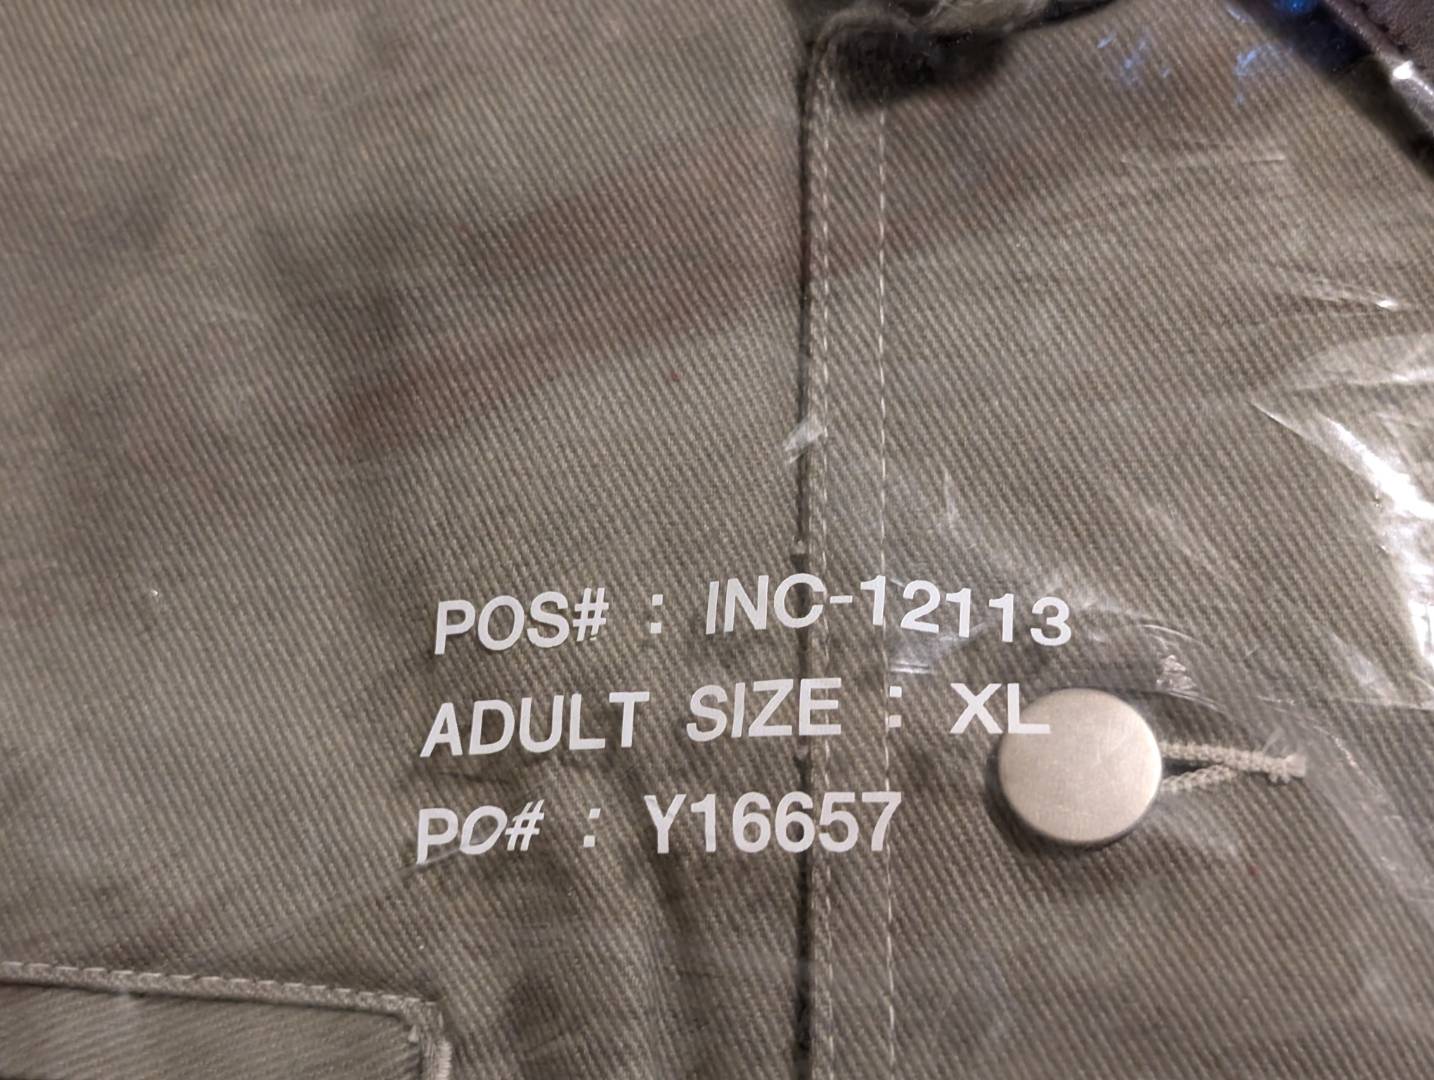 POS# : INC-12113
ADULT SIZE : XL
PO# : Y16657